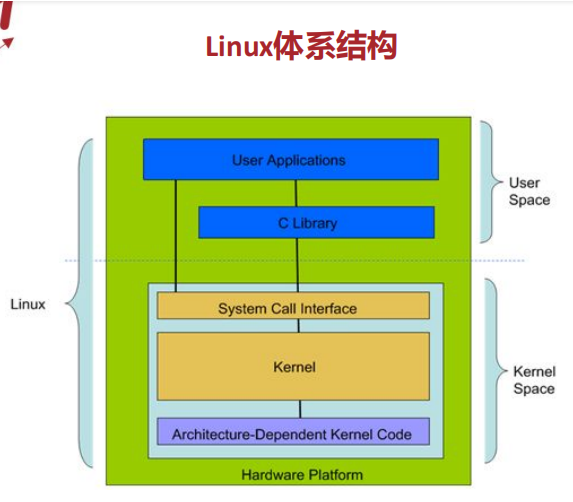 Linux体系结构
User Applications
User
Space
C Library
Linux
System Call Interface
Kernel
Kernel
Space
Architecture-Dependent Kernel Code
Hardware Platform